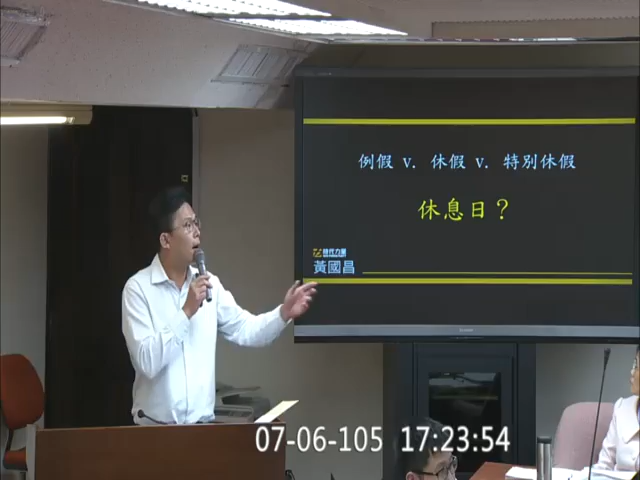 例假 v. 休假 v. 特別休假
休息日？
時代力量
黃國昌
07-06-105 17:23:54